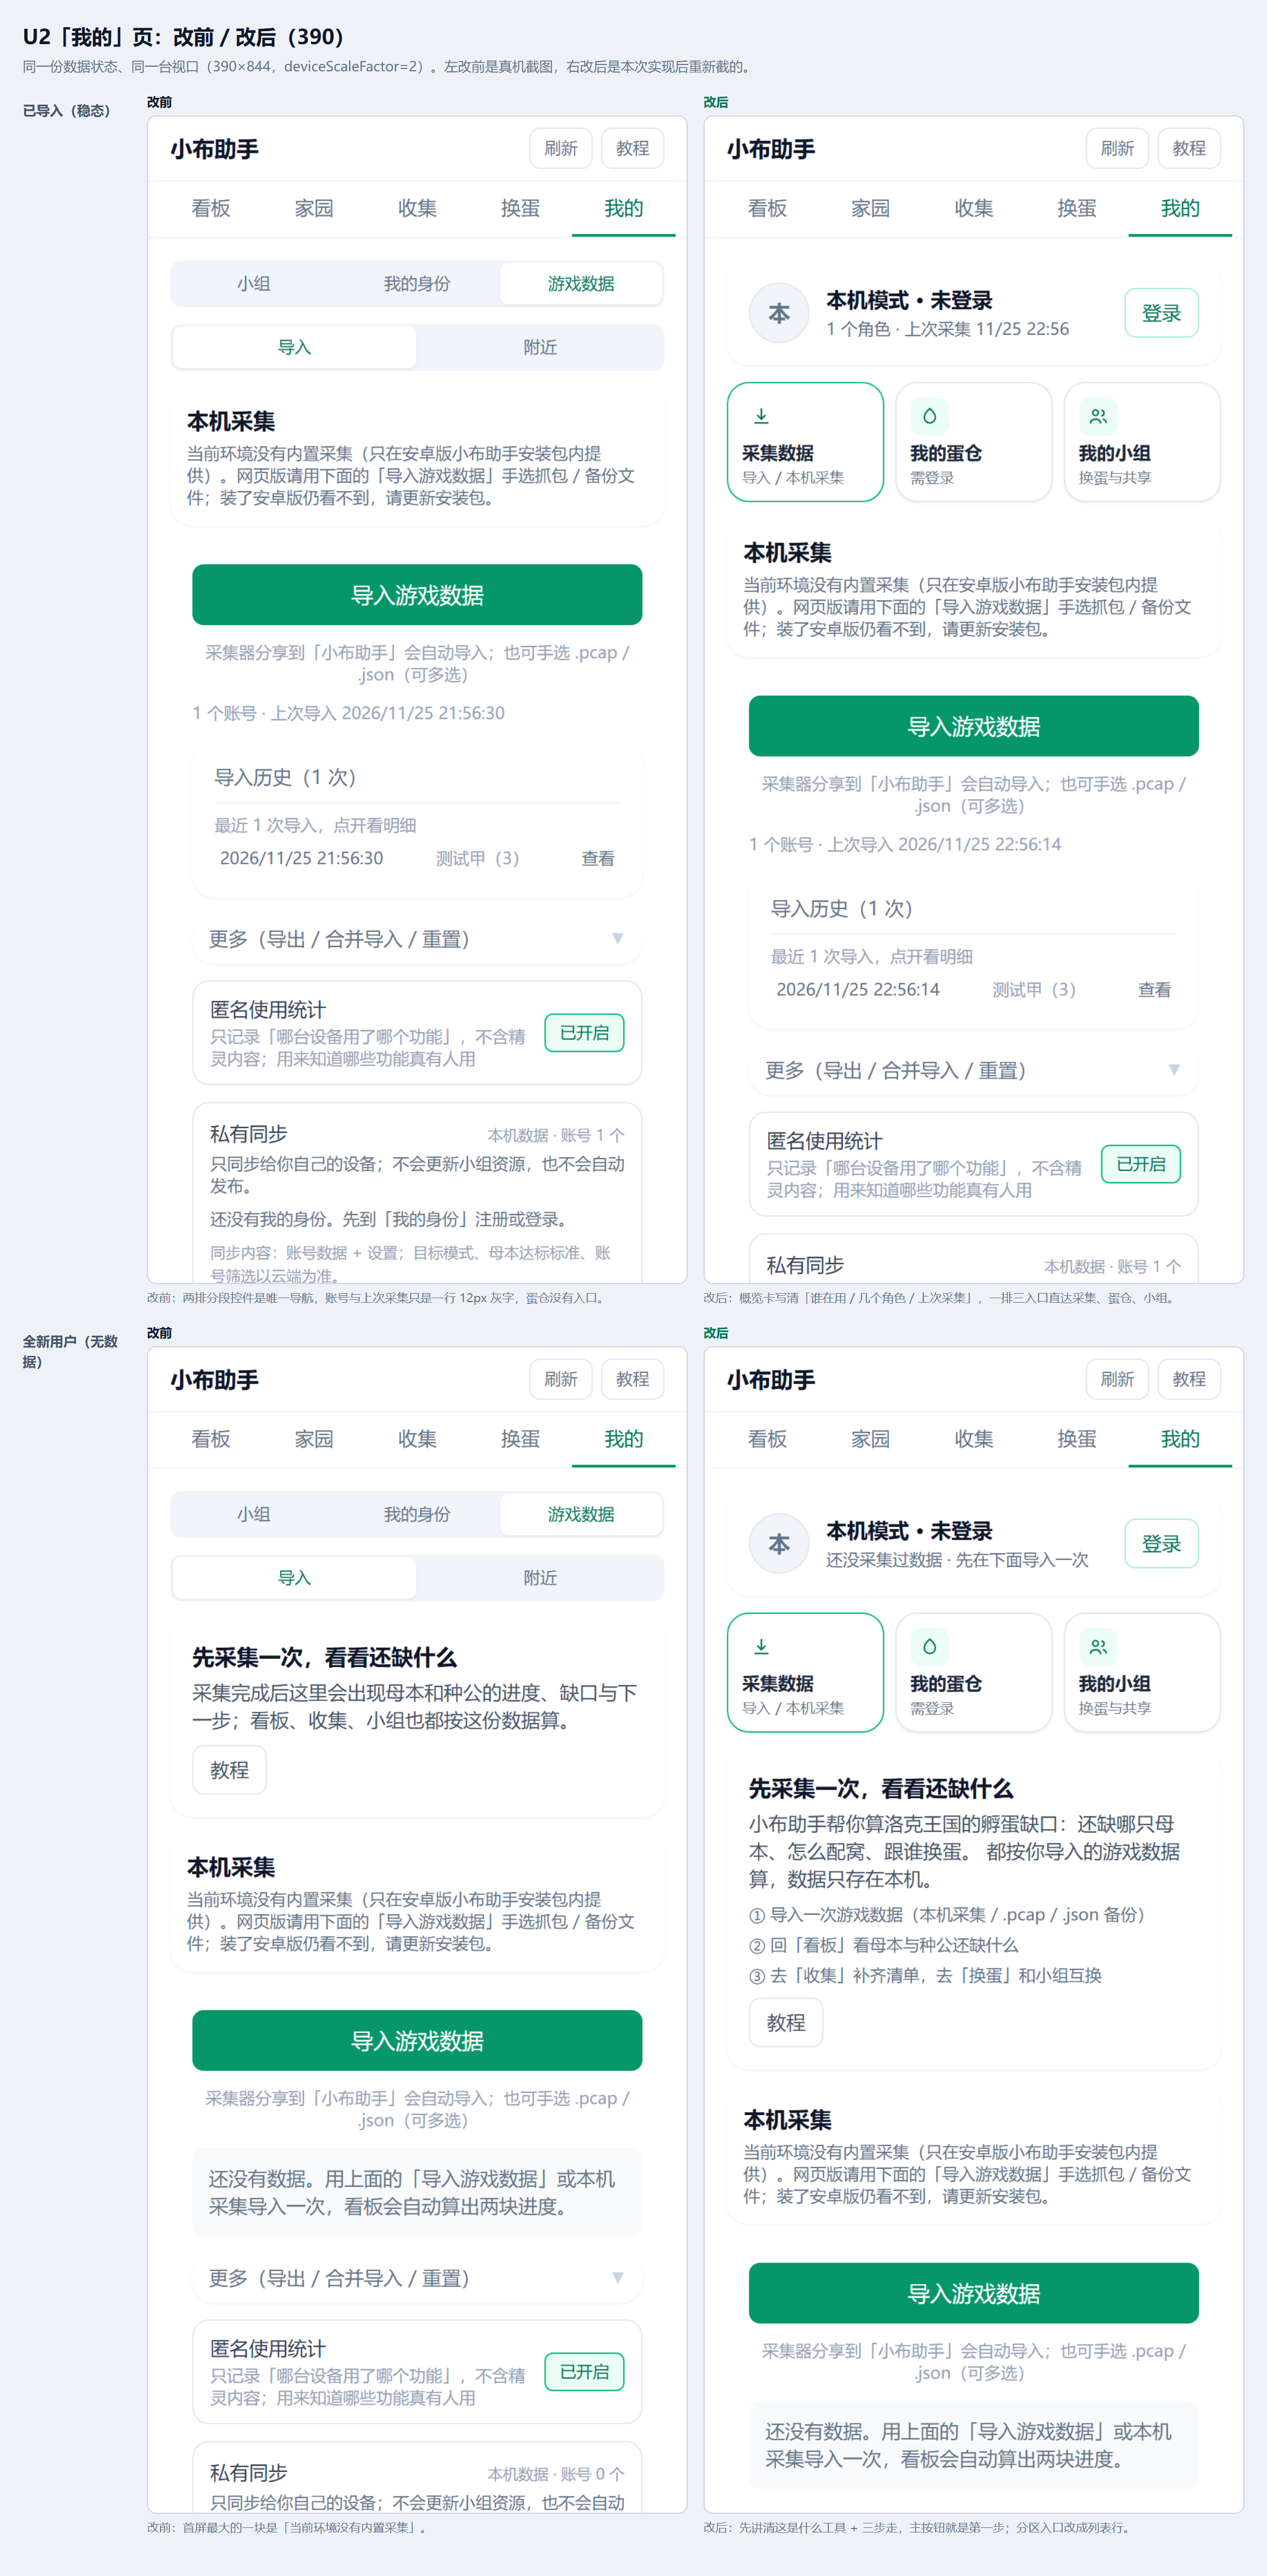 U2「我的」页：改前 / 改后（390）
同一份数据状态、同一台视口（390×844，deviceScaleFactor=2）。左改前是真机截图，右改后是本次实现后重新截的。
已导入（稳态）
改前
小布助手
刷新
教程
看板
家园
收集
换蛋
我的
小组
我的身份
游戏数据
导入
附近
本机采集
当前环境没有内置采集（只在安卓版小布助手安装包内提
供）。网页版请用下面的「导入游戏数据」手选抓包 / 备份文
件；装了安卓版仍看不到，请更新安装包。
导入游戏数据
采集器分享到「小布助手」会自动导入；也可手选 .pcap /
.json（可多选）
1 个账号 · 上次导入 2026/11/25 21:56:30
导入历史（1 次）
最近 1 次导入，点开看明细
2026/11/25 21:56:30
测试甲（3）
查看
更多（导出 / 合并导入 / 重置）
▼
匿名使用统计
只记录「哪台设备用了哪个功能」，不含精
灵内容；用来知道哪些功能真有人用
已开启
私有同步
本机数据 · 账号 1 个
只同步给你自己的设备；不会更新小组资源，也不会自动
发布。
还没有我的身份。先到「我的身份」注册或登录。
同步内容：账号数据 + 设置；目标模式、母本达标标准、账
号筛选以云端为准。
改前：两排分段控件是唯一导航，账号与上次采集只是一行 12px 灰字，蛋仓没有入口。
改后
小布助手
刷新
教程
看板
家园
收集
换蛋
我的
本
本机模式 · 未登录
1 个角色 · 上次采集 11/25 22:56
登录
采集数据
导入 / 本机采集
我的蛋仓
需登录
我的小组
换蛋与共享
本机采集
当前环境没有内置采集（只在安卓版小布助手安装包内提
供）。网页版请用下面的「导入游戏数据」手选抓包 / 备份文
件；装了安卓版仍看不到，请更新安装包。
导入游戏数据
采集器分享到「小布助手」会自动导入；也可手选 .pcap /
.json（可多选）
1 个账号 · 上次导入 2026/11/25 22:56:14
导入历史（1 次）
最近 1 次导入，点开看明细
2026/11/25 22:56:14
测试甲（3）
查看
更多（导出 / 合并导入 / 重置）
▼
匿名使用统计
只记录「哪台设备用了哪个功能」，不含精
灵内容；用来知道哪些功能真有人用
已开启
私有同步
本机数据 · 账号 1 个
改后：概览卡写清「谁在用 / 几个角色 / 上次采集」，一排三入口直达采集、蛋仓、小组。
全新用户（无数
据）
改前
小布助手
刷新
教程
看板
家园
收集
换蛋
我的
小组
我的身份
游戏数据
导入
附近
先采集一次，看看还缺什么
采集完成后这里会出现母本和种公的进度、缺口与下
一步；看板、收集、小组也都按这份数据算。
教程
本机采集
当前环境没有内置采集（只在安卓版小布助手安装包内提
供）。网页版请用下面的「导入游戏数据」手选抓包 / 备份文
件；装了安卓版仍看不到，请更新安装包。
导入游戏数据
采集器分享到「小布助手」会自动导入；也可手选 .pcap /
.json（可多选）
还没有数据。用上面的「导入游戏数据」或本机
采集导入一次，看板会自动算出两块进度。
更多（导出 / 合并导入 / 重置）
▼
匿名使用统计
只记录「哪台设备用了哪个功能」，不含精
灵内容；用来知道哪些功能真有人用
已开启
私有同步
本机数据 · 账号 0 个
只同步给你自己的设备；不会更新小组资源，也不会自动
改前：首屏最大的一块是「当前环境没有内置采集」。
改后
小布助手
刷新
教程
看板
家园
收集
换蛋
我的
本
本机模式 · 未登录
还没采集过数据 · 先在下面导入一次
登录
采集数据
导入 / 本机采集
我的蛋仓
需登录
我的小组
换蛋与共享
先采集一次，看看还缺什么
小布助手帮你算洛克王国的孵蛋缺口：还缺哪只母
本、怎么配窝、跟谁换蛋。 都按你导入的游戏数据
算，数据只存在本机。
① 导入一次游戏数据（本机采集 / .pcap / .json 备份）
② 回「看板」看母本与种公还缺什么
③ 去「收集」补齐清单，去「换蛋」和小组互换
教程
本机采集
当前环境没有内置采集（只在安卓版小布助手安装包内提
供）。网页版请用下面的「导入游戏数据」手选抓包 / 备份文
件；装了安卓版仍看不到，请更新安装包。
导入游戏数据
采集器分享到「小布助手」会自动导入；也可手选 .pcap /
.json（可多选）
还没有数据。用上面的「导入游戏数据」或本机
采集导入一次，看板会自动算出两块进度。
改后：先讲清这是什么工具 + 三步走，主按钮就是第一步；分区入口改成列表行。